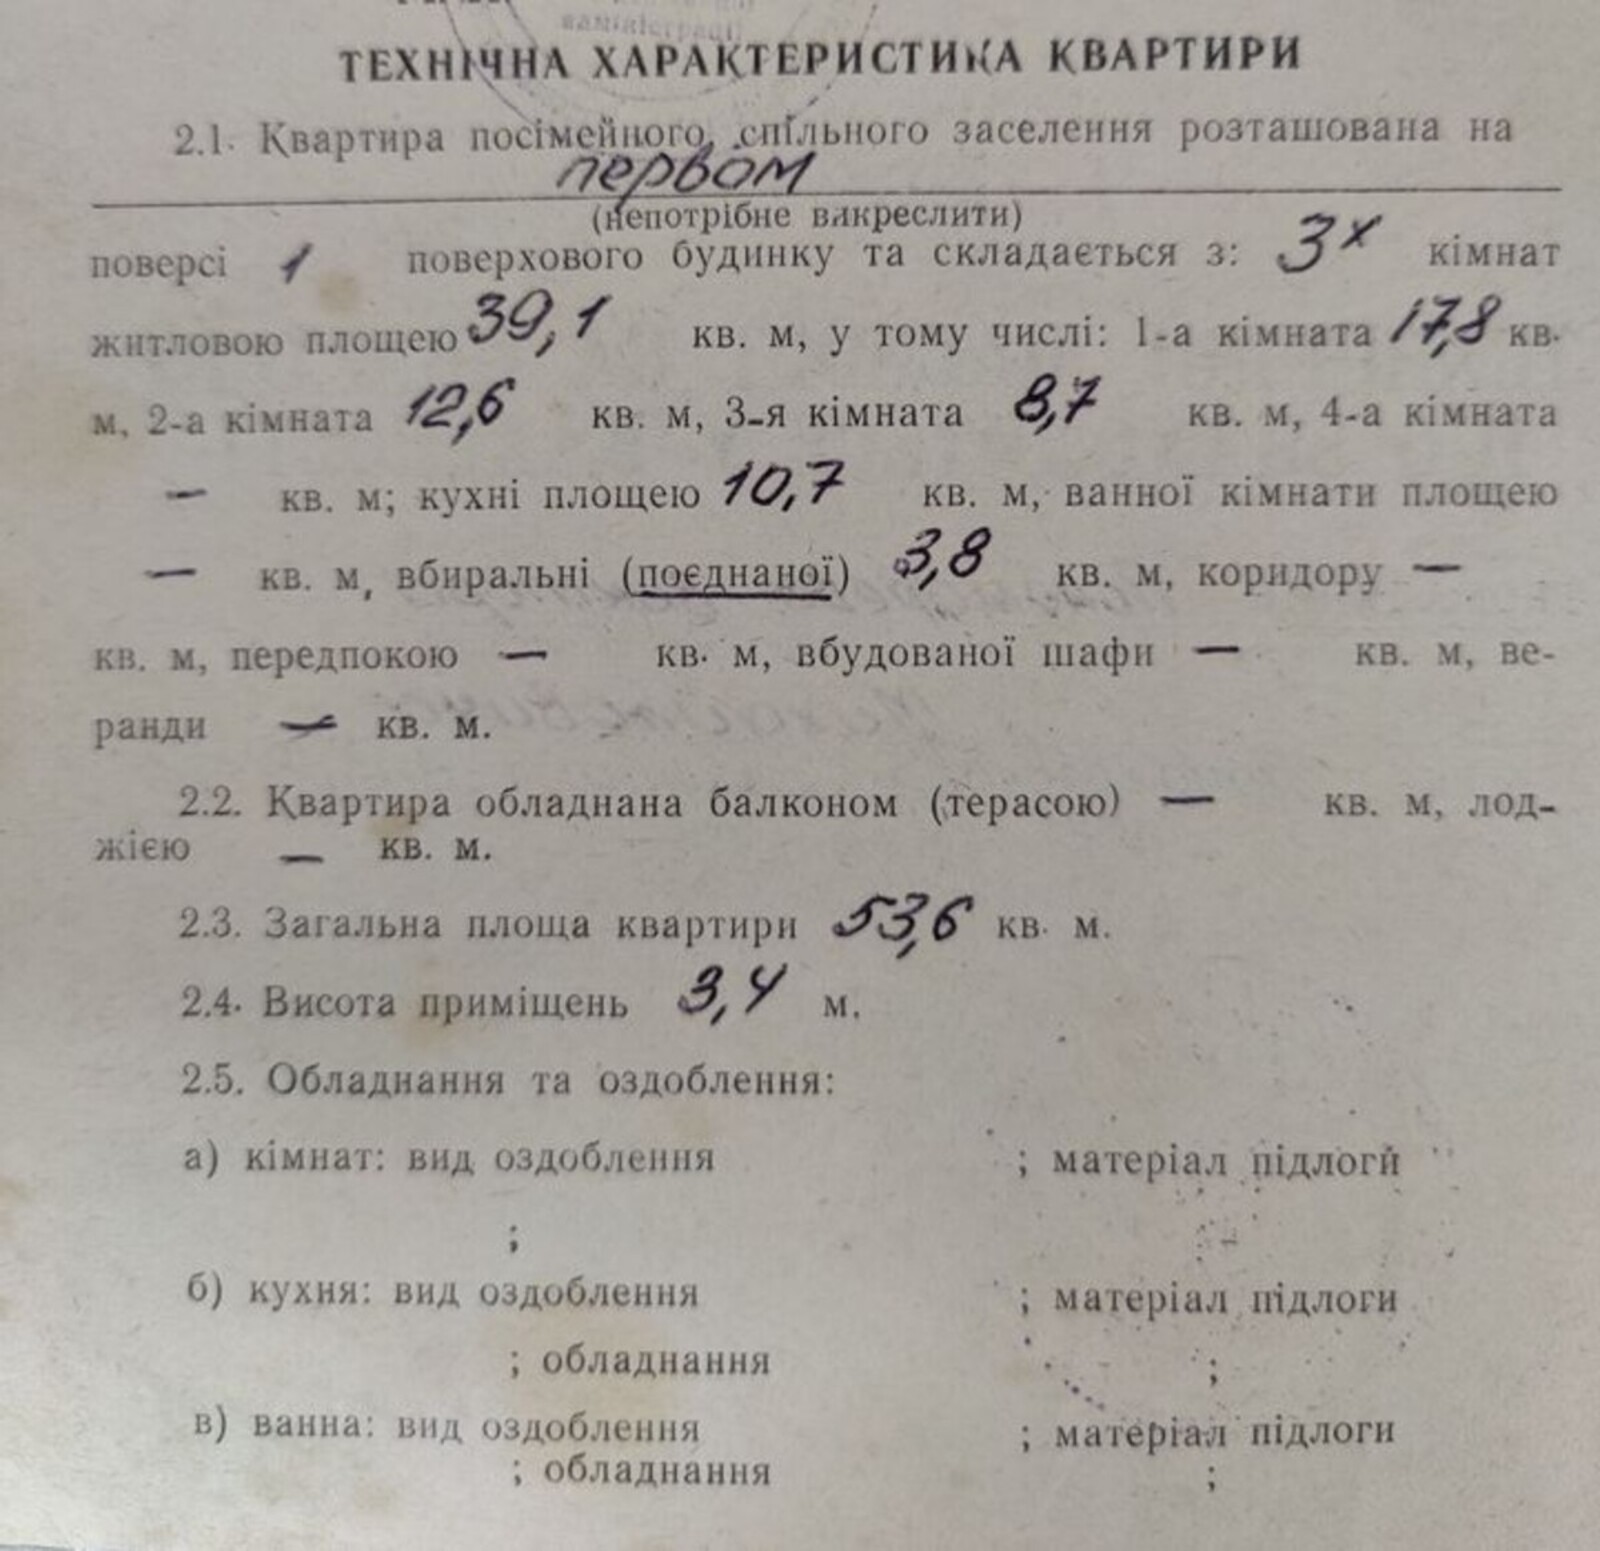 ТЕХНІЧНА ХАРАКТЕРИСТИКА КВАРТИРИ
2.1. Квартира посімейного, спільного заселення розташована на
первом
(непотрібне викреслити)
поверсі 1 поверхового будинку та складається з: 3х кімнат
житловою площею 39,1 кв. м, у тому числі: 1-а кімната 17,8 кв.
м, 2-а кімната 12,6 кв. м, 3-я кімната 8,7 кв. м, 4-а кімната
— кв. м; кухні площею 10,7 кв. м, ванної кімнати площею
— кв. м, вбиральні (поєднаної) 3,8 кв. м, коридору —
кв. м, передпокою — кв. м, вбудованої шафи — кв. м, ве-
ранди — кв. м.
2.2. Квартира обладнана балконом (терасою) — кв. м, лод-
жією — кв. м.
2.3. Загальна площа квартири 53,6 кв. м.
2.4. Висота приміщень 3,4 м.
2.5. Обладнання та оздоблення:
а) кімнат: вид оздоблення ; матеріал підлоги
;
б) кухня: вид оздоблення ; матеріал підлоги
; обладнання ;
в) ванна: вид оздоблення ; матеріал підлоги
; обладнання ;